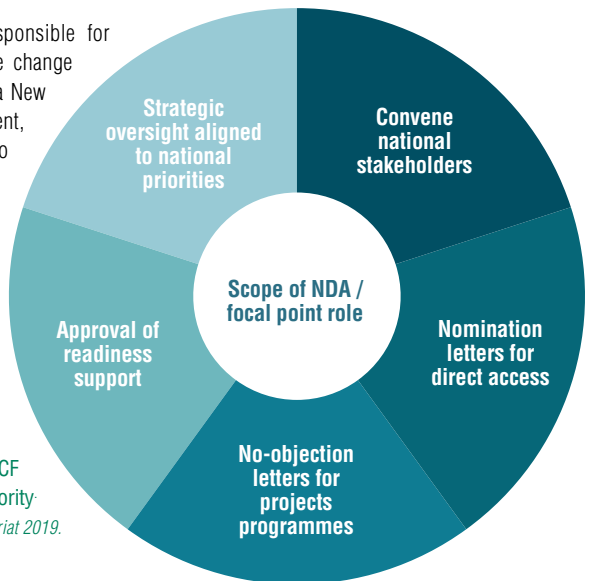 sponsible for
e change
a New
ent,
o
Strategic
oversight aligned
to national
priorities
Convene
national
stakeholders
Scope of NDA /
focal point role
Approval of
readiness
support
Nomination
letters for
direct access
No-objection
letters for
projects
programmes
CF
ority
riat 2019.